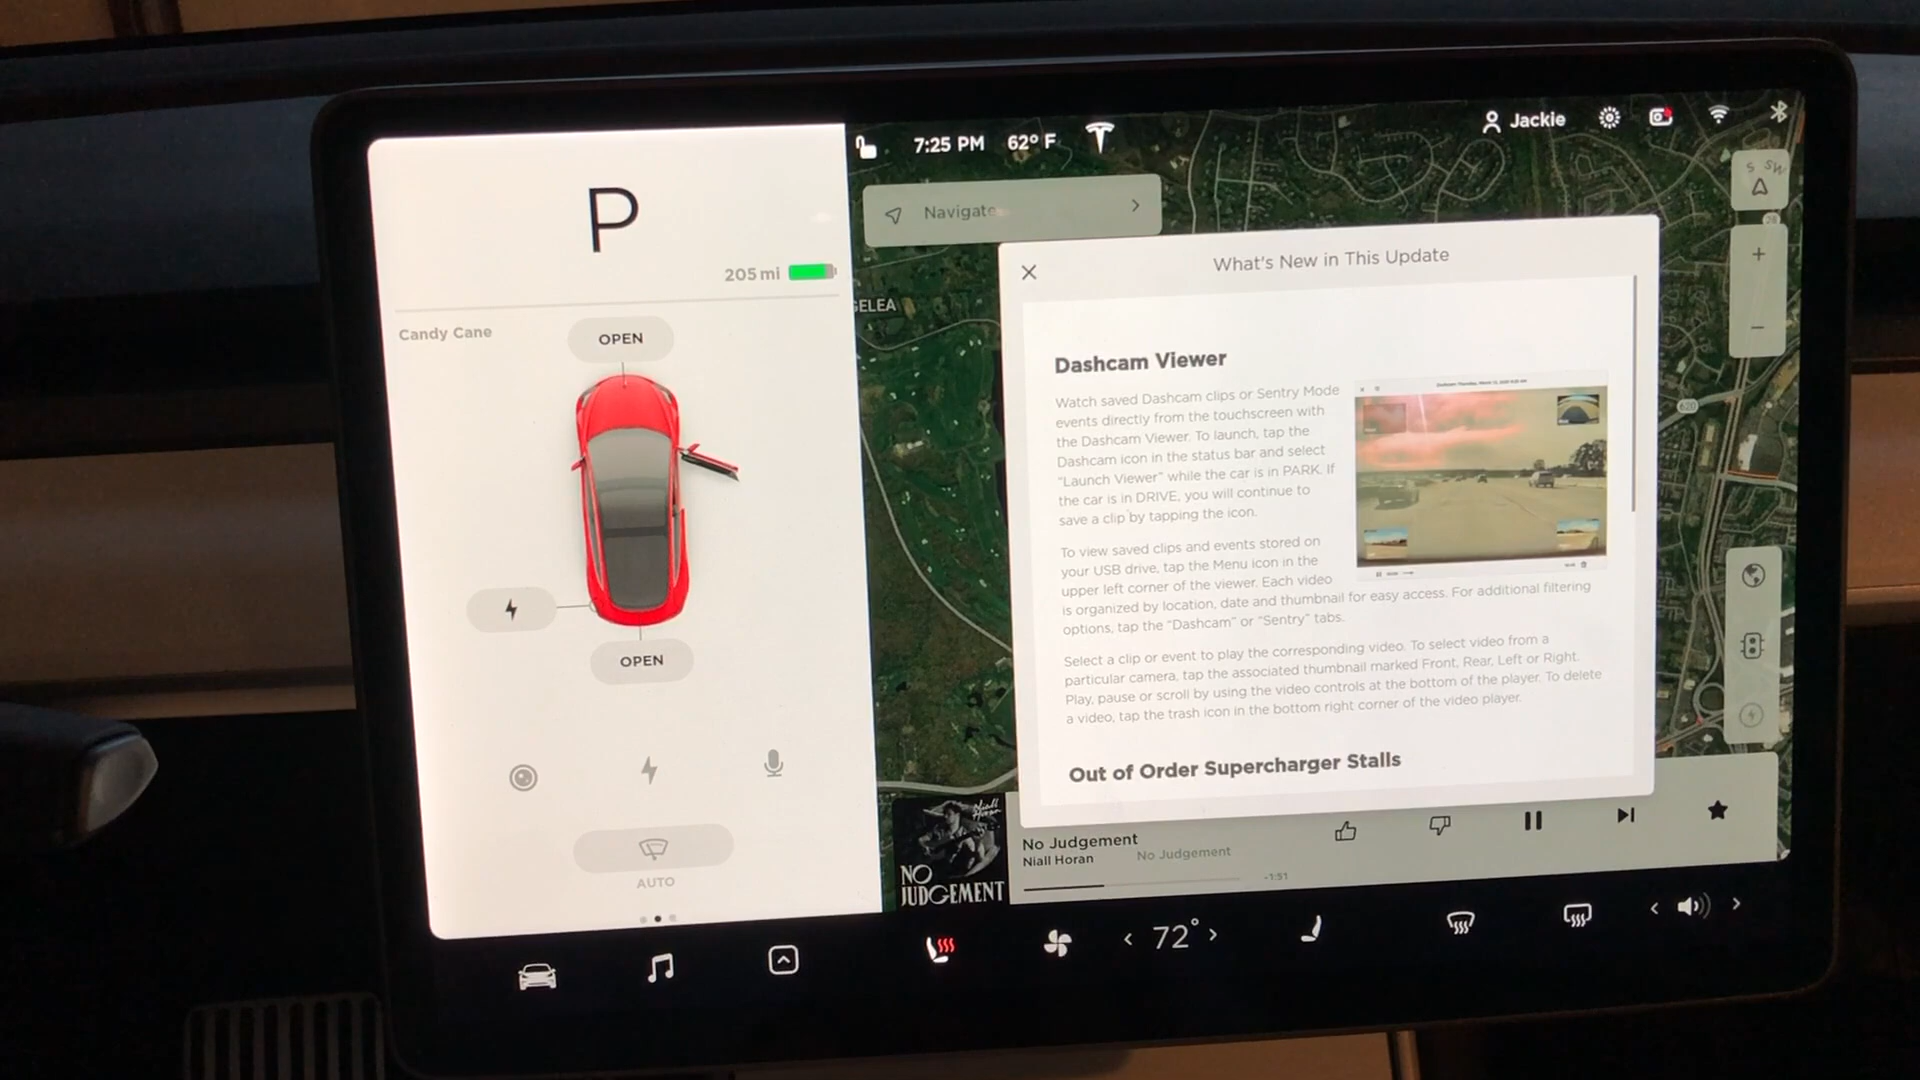 P
205 mi
Candy Cane
OPEN
OPEN
AUTO
7:25 PM 62° F
Jackie
S SW
Navigate
GELEA
28
620
What's New in This Update
Dashcam Viewer
Watch saved Dashcam clips or Sentry Mode
events directly from the touchscreen with
the Dashcam Viewer. To launch, tap the
Dashcam icon in the status bar and select
“Launch Viewer” while the car is in PARK. If
the car is in DRIVE, you will continue to
save a clip by tapping the icon.
To view saved clips and events stored on
your USB drive, tap the Menu icon in the
upper left corner of the viewer. Each video
is organized by location, date and thumbnail for easy access. For additional filtering
options, tap the “Dashcam” or “Sentry” tabs.
Select a clip or event to play the corresponding video. To select video from a
particular camera, tap the associated thumbnail marked Front, Rear, Left or Right.
Play, pause or scroll by using the video controls at the bottom of the player. To delete
a video, tap the trash icon in the bottom right corner of the video player.
Out of Order Supercharger Stalls
Niall Horan
NO JUDGEMENT
No Judgement
Niall Horan No Judgement
-1:51
72°